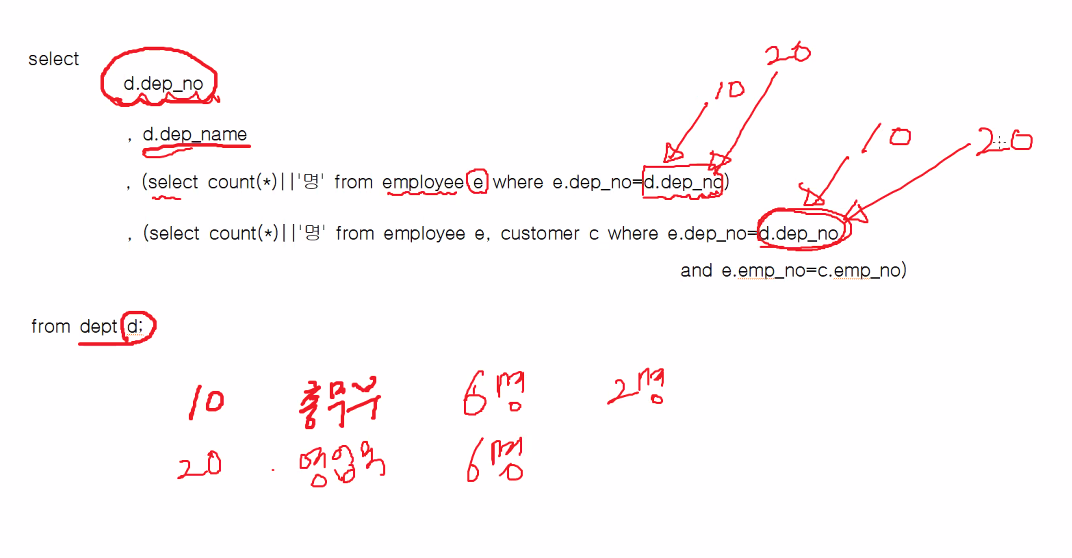 select
20
d.dep_no
10
, d.dep_name
10
20
, (select count(*)||'명' from employee e where e.dep_no=d.dep_no)
, (select count(*)||'명' from employee e, customer c where e.dep_no=d.dep_no
and e.emp_no=c.emp_no)
from dept d;
10 총무부 6명 2명
20 영업부 6명